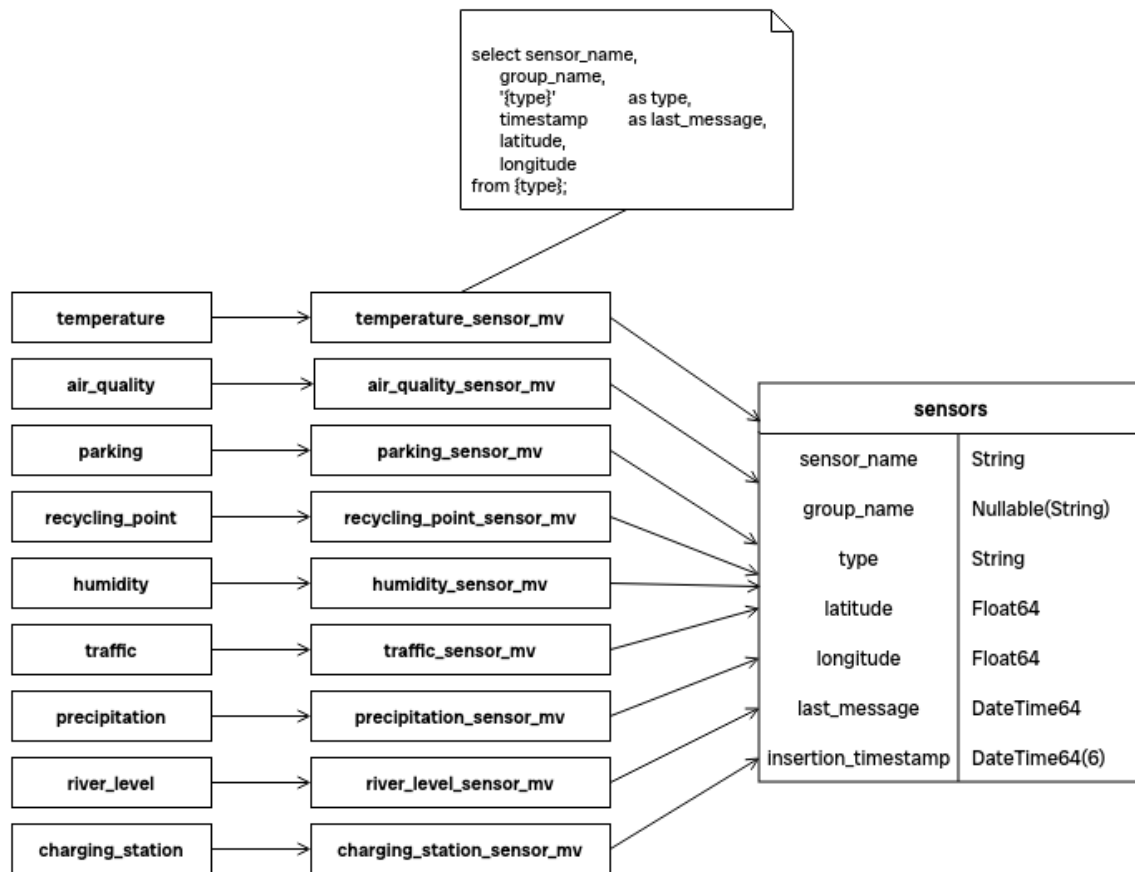 select sensor_name,
group_name,
'{type}' as type,
timestamp as last_message,
latitude,
longitude
from {type};
temperature temperature_sensor_mv
air_quality air_quality_sensor_mv
sensors
parking parking_sensor_mv
sensor_name String
recycling_point recycling_point_sensor_mv
group_name Nullable(String)
humidity humidity_sensor_mv
type String
latitude Float64
traffic traffic_sensor_mv
longitude Float64
precipitation precipitation_sensor_mv
last_message DateTime64
insertion_timestamp DateTime64(6)
river_level river_level_sensor_mv
charging_station charging_station_sensor_mv